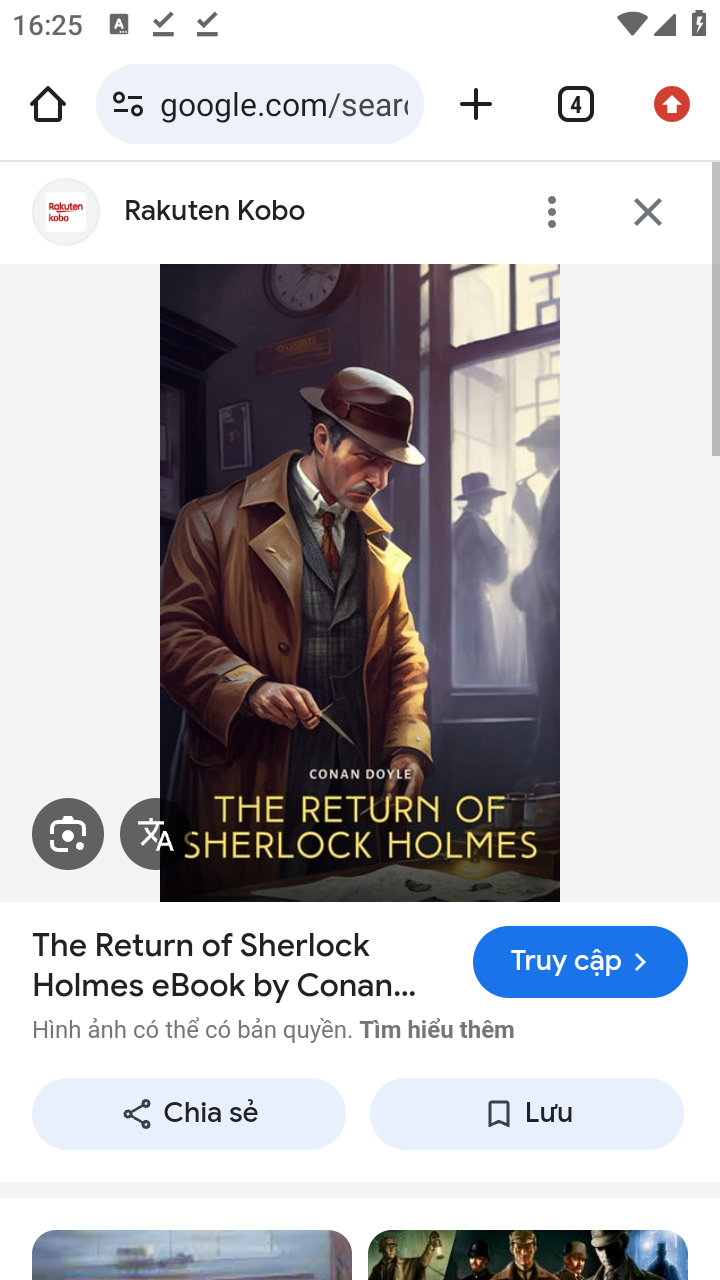 16:25
A
google.com/sear
4
Rakuten
kobo
Rakuten Kobo
CONAN DOYLE
THE RETURN OF
SHERLOCK HOLMES
The Return of Sherlock
Holmes eBook by Conan...
Truy cập
Hình ảnh có thể có bản quyền. Tìm hiểu thêm
Chia sẻ
Lưu